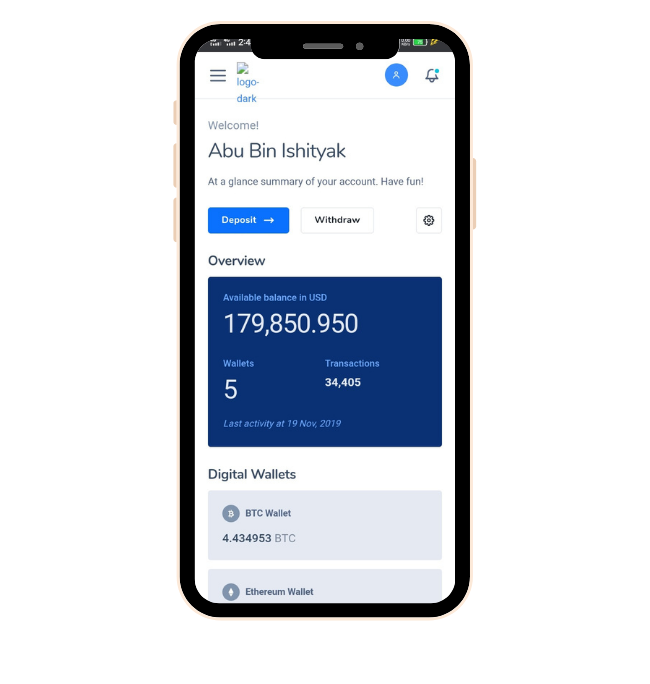 2:4
logo-
dark
Welcome!
Abu Bin Ishityak
At a glance summary of your account. Have fun!
Deposit → Withdraw
Overview
Available balance in USD
179,850.950
Wallets Transactions
5 34,405
Last activity at 19 Nov, 2019
Digital Wallets
BTC Wallet
4.434953 BTC
Ethereum Wallet